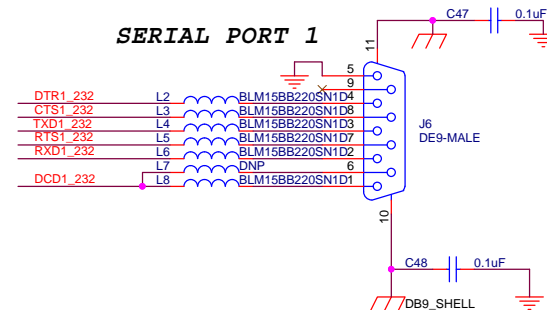 C47 0.1uF
SERIAL PORT 1
11
5
9
DTR1_232 L2 BLM15BB220SN1D 4
CTS1_232 L3 BLM15BB220SN1D 8
TXD1_232 L4 BLM15BB220SN1D 3
RTS1_232 L5 BLM15BB220SN1D 7
RXD1_232 L6 BLM15BB220SN1D 2
L7 DNP 6
DCD1_232 L8 BLM15BB220SN1D 1
J6
DE9-MALE
10
C48 0.1uF
DB9_SHELL